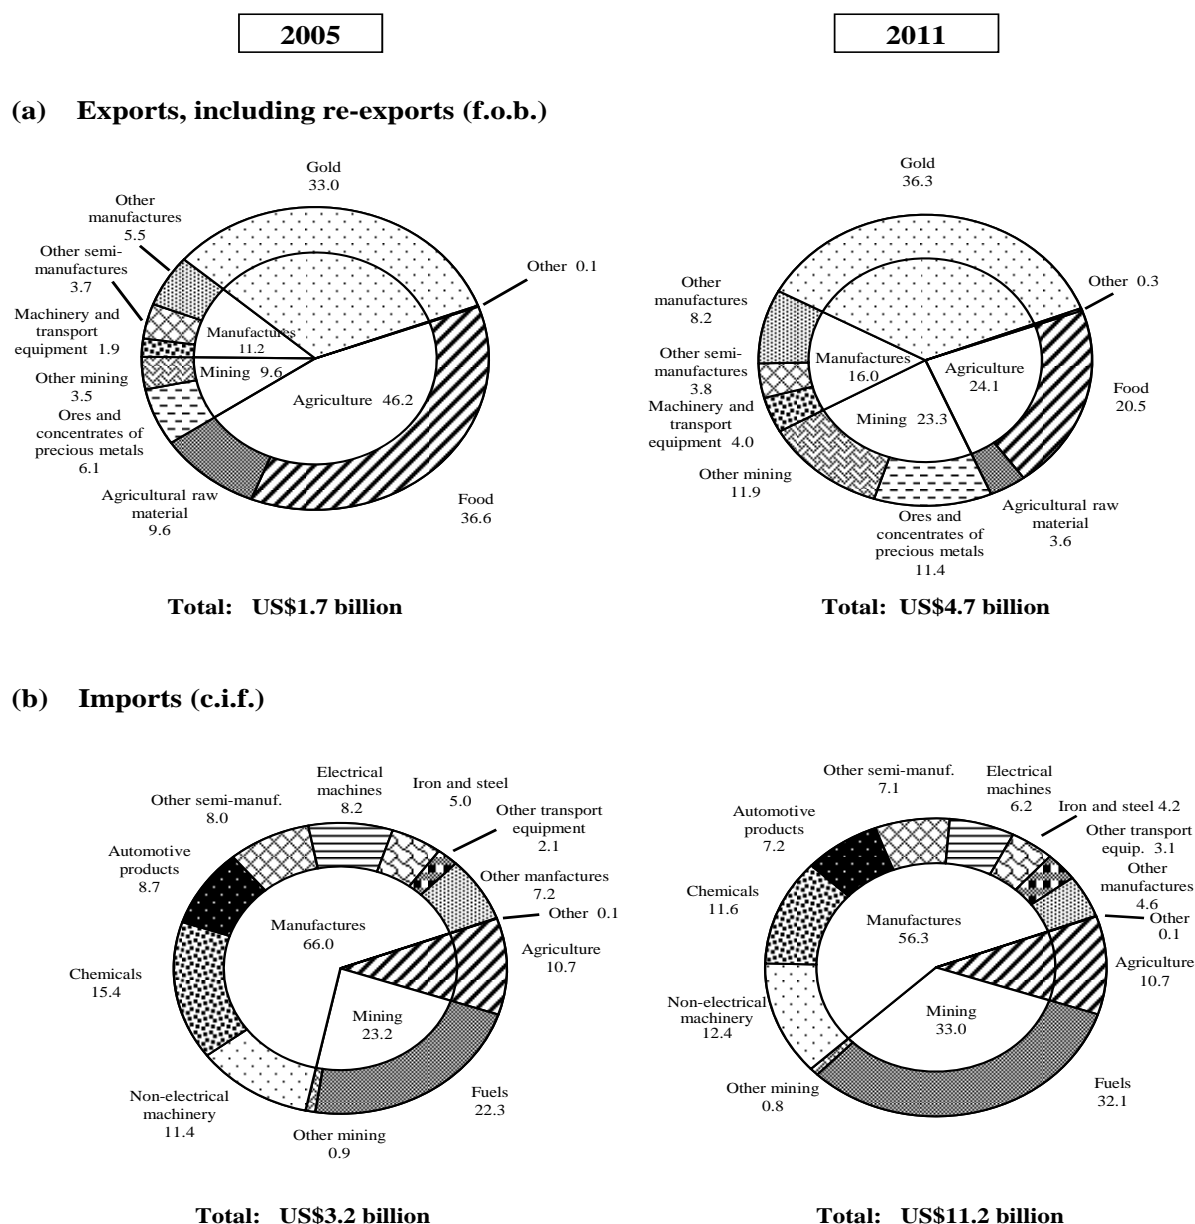 2005
2011
(a) Exports, including re-exports (f.o.b.)
Gold
33.0
Other
manufactures
5.5
Other semi-
manufactures
3.7
Machinery and
transport
equipment 1.9
Other mining
3.5
Ores and
concentrates of
precious metals
6.1
Agricultural raw
material
9.6
Manufactures
11.2
Mining 9.6
Agriculture 46.2
Other 0.1
Food
36.6
Total: US$1.7 billion
Gold
36.3
Other
manufactures
8.2
Other semi-
manufactures
3.8
Machinery and
transport
equipment 4.0
Other mining
11.9
Ores and
concentrates of
precious metals
11.4
Agricultural raw
material
3.6
Manufactures
16.0
Mining 23.3
Agriculture
24.1
Other 0.3
Food
20.5
Total: US$4.7 billion
(b) Imports (c.i.f.)
Electrical
machines
8.2
Iron and steel
5.0
Other transport
equipment
2.1
Other manfactures
7.2
Other 0.1
Agriculture
10.7
Other semi-manuf.
8.0
Automotive
products
8.7
Chemicals
15.4
Non-electrical
machinery
11.4
Other mining
0.9
Fuels
22.3
Manufactures
66.0
Mining
23.2
Total: US$3.2 billion
Other semi-manuf.
7.1
Electrical
machines
6.2
Iron and steel 4.2
Other transport
equip. 3.1
Other
manufactures
4.6
Other
0.1
Agriculture
10.7
Automotive
products
7.2
Chemicals
11.6
Non-electrical
machinery
12.4
Other mining
0.8
Fuels
32.1
Manufactures
56.3
Mining
33.0
Total: US$11.2 billion